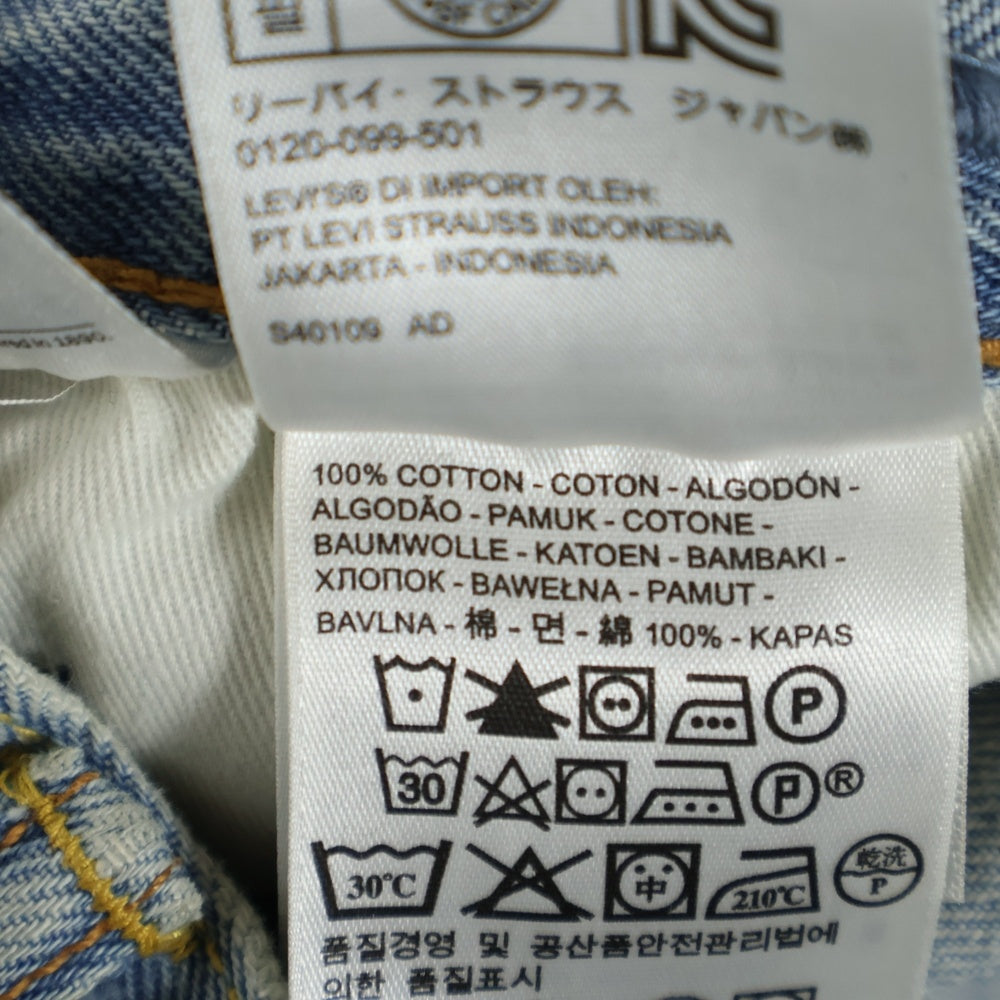 リーバイ・ストラウス ジャパン㈱
0120-099-501
LEVI'S® DI IMPORT OLEH:
PT LEVI STRAUSS INDONESIA
JAKARTA - INDONESIA
S40109 AD
in 1890.
100% COTTON - COTON - ALGODÓN -
ALGODÃO - PAMUK - COTONE -
BAUMWOLLE - KATOEN - BAMBAKI -
ХЛОПОК - BAWEŁNA - PAMUT -
BAVLNA - 棉 - 면 - 綿 100% - KAPAS
P
30 P ®
30°C 中 210°C 乾洗 P
품질경영 및 공산품안전관리법에
의한 품질표시